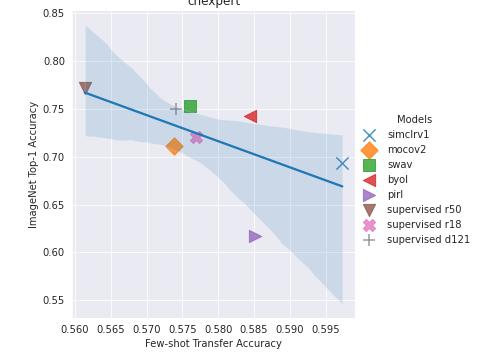 chexpert
0.85
0.80
0.75
0.70
0.65
0.60
0.55
ImageNet Top-1 Accuracy
0.560 0.565 0.570 0.575 0.580 0.585 0.590 0.595
Few-shot Transfer Accuracy
Models
simclrv1
mocov2
swav
byol
pirl
supervised r50
supervised r18
supervised d121